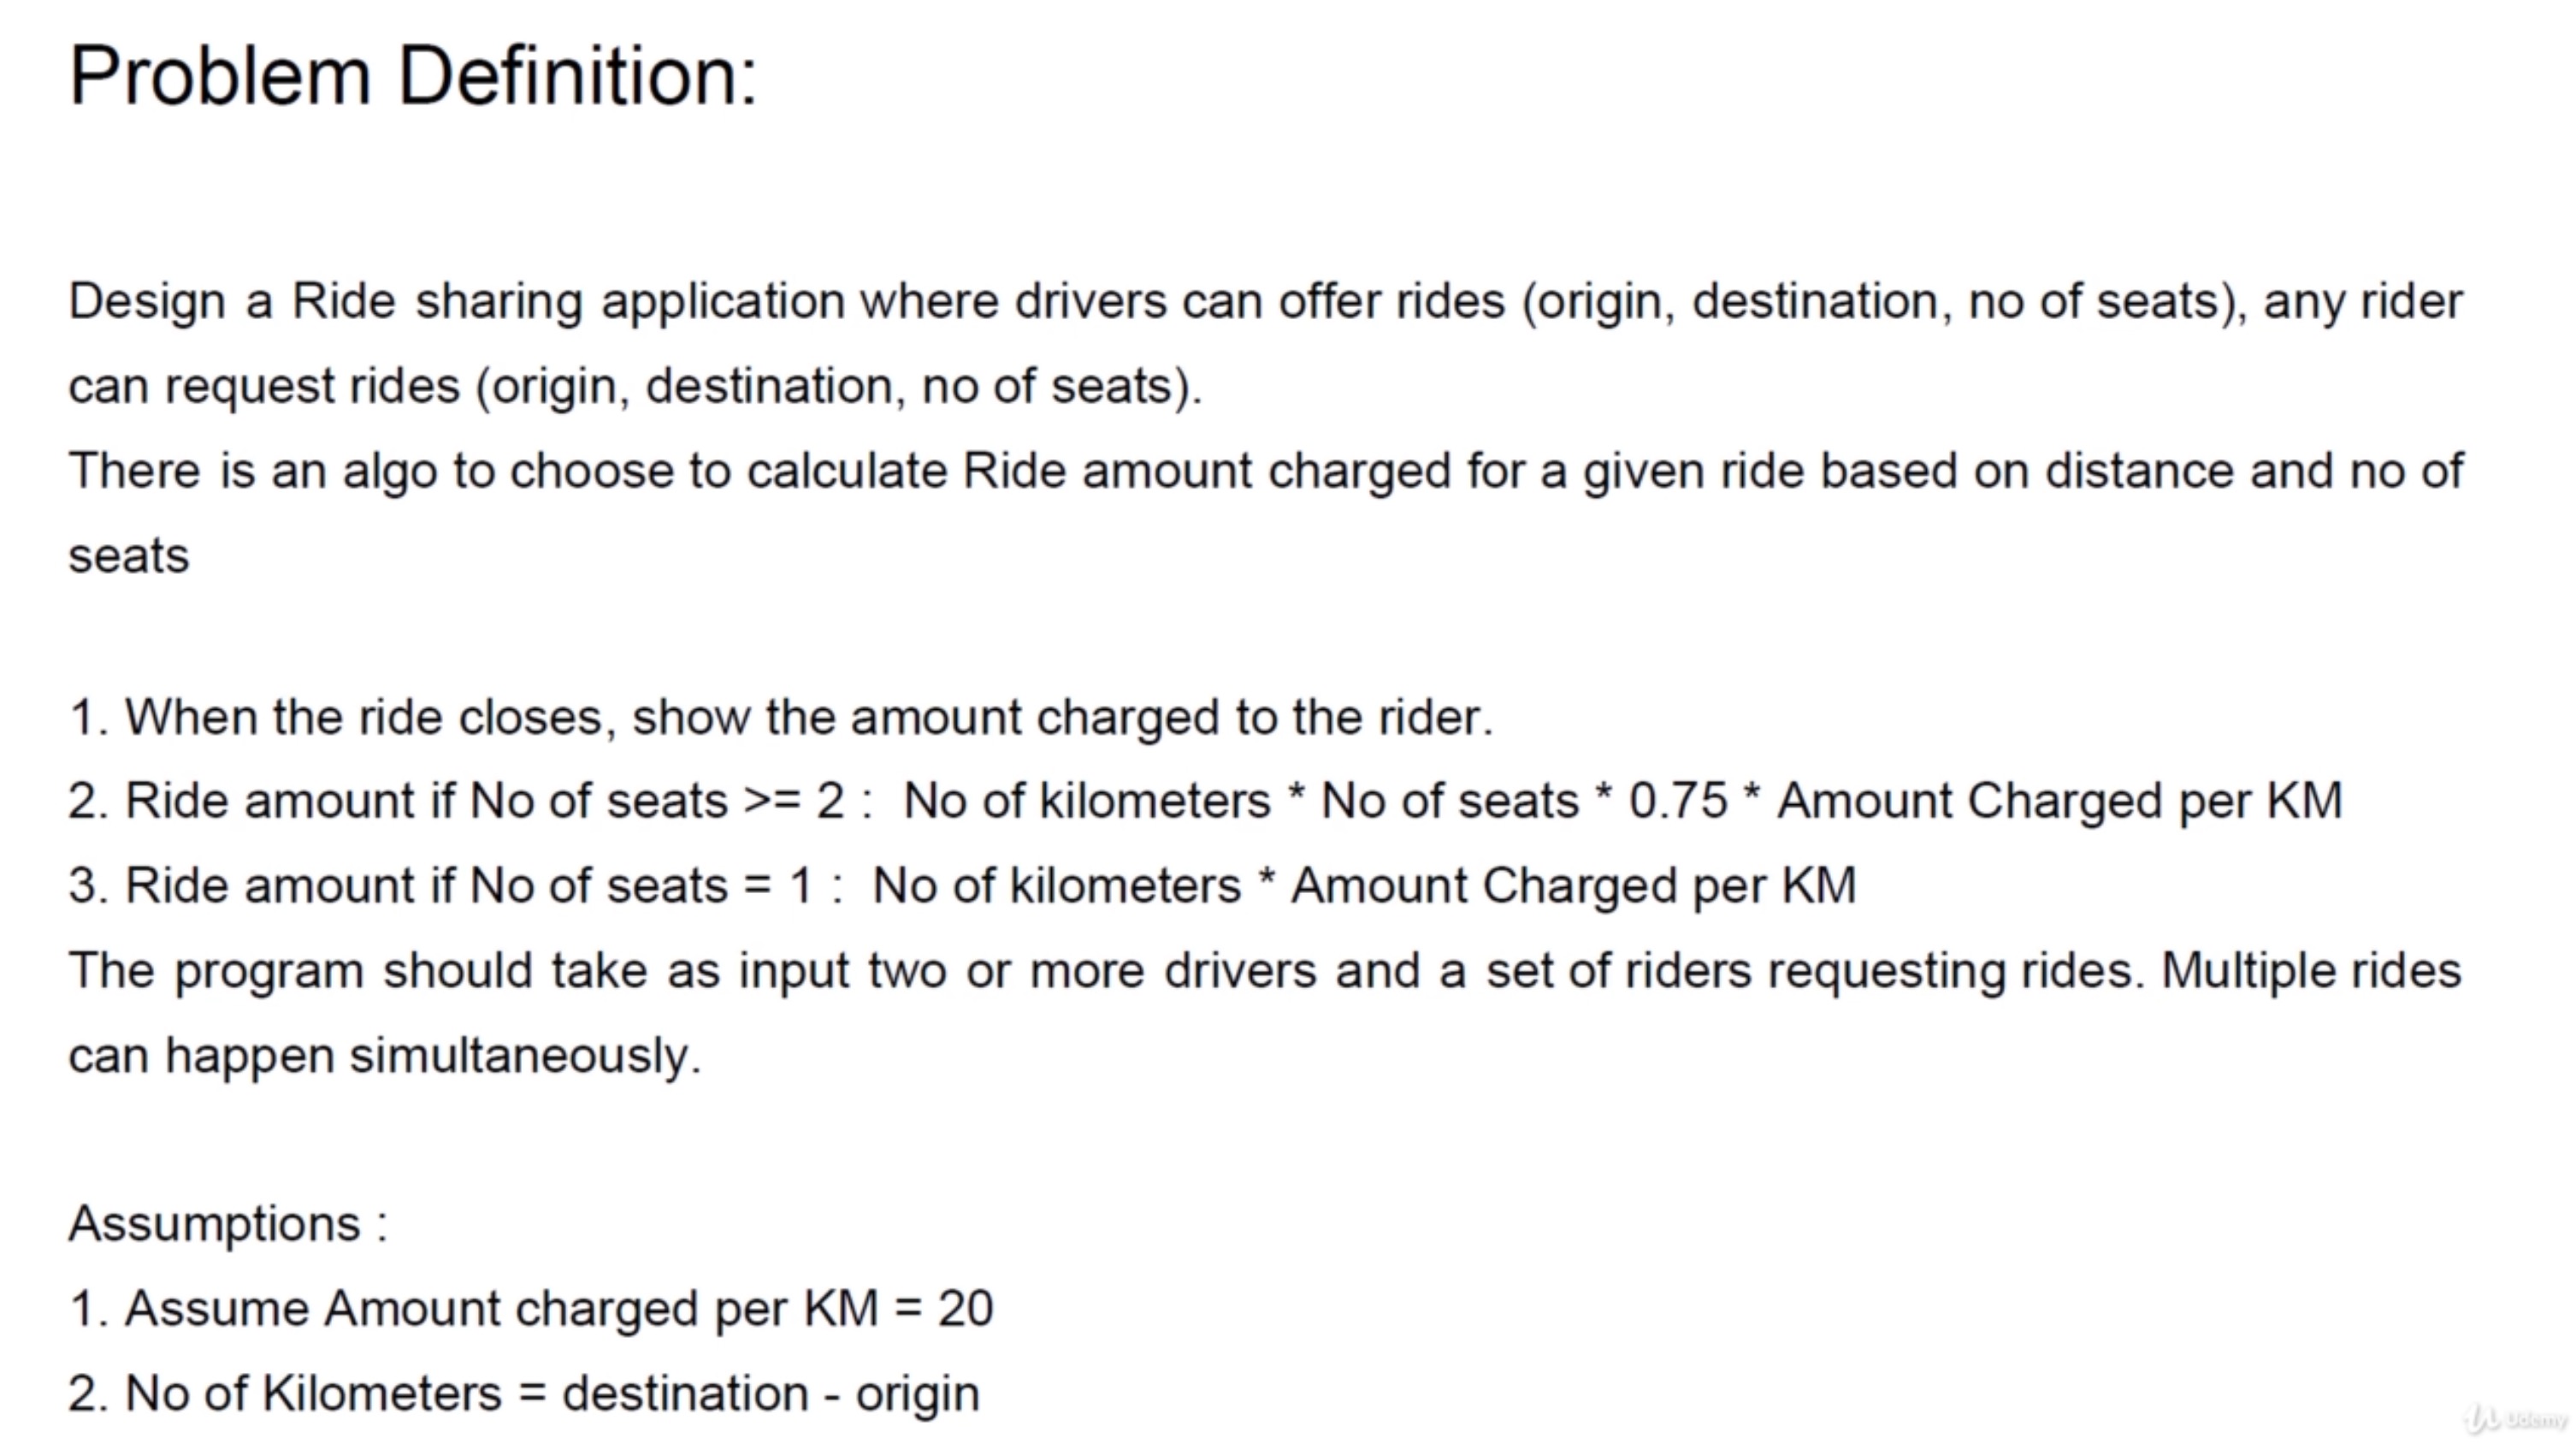 Problem Definition:
Design a Ride sharing application where drivers can offer rides (origin, destination, no of seats), any rider
can request rides (origin, destination, no of seats).
There is an algo to choose to calculate Ride amount charged for a given ride based on distance and no of
seats
1. When the ride closes, show the amount charged to the rider.
2. Ride amount if No of seats >= 2 : No of kilometers * No of seats * 0.75 * Amount Charged per KM
3. Ride amount if No of seats = 1 : No of kilometers * Amount Charged per KM
The program should take as input two or more drivers and a set of riders requesting rides. Multiple rides
can happen simultaneously.
Assumptions :
1. Assume Amount charged per KM = 20
2. No of Kilometers = destination - origin
Udemy